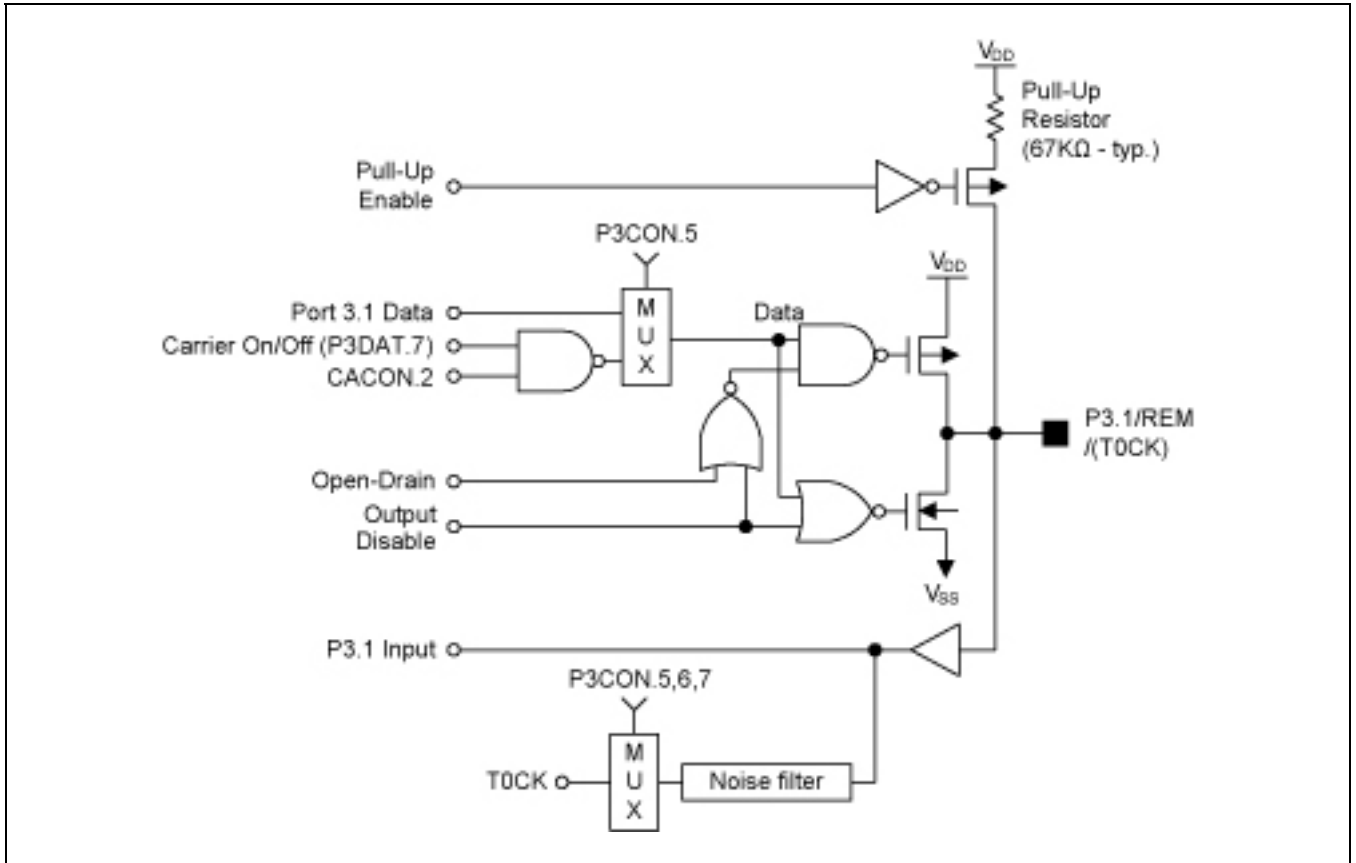 VDD
Pull-Up
Resistor
(67KΩ - typ.)
Pull-Up
Enable
P3CON.5
VDD
Port 3.1 Data
M
U
X
Data
Carrier On/Off (P3DAT.7)
CACON.2
P3.1/REM
/(T0CK)
Open-Drain
Output
Disable
VSS
P3.1 Input
P3CON.5,6,7
T0CK
M
U
X
Noise filter